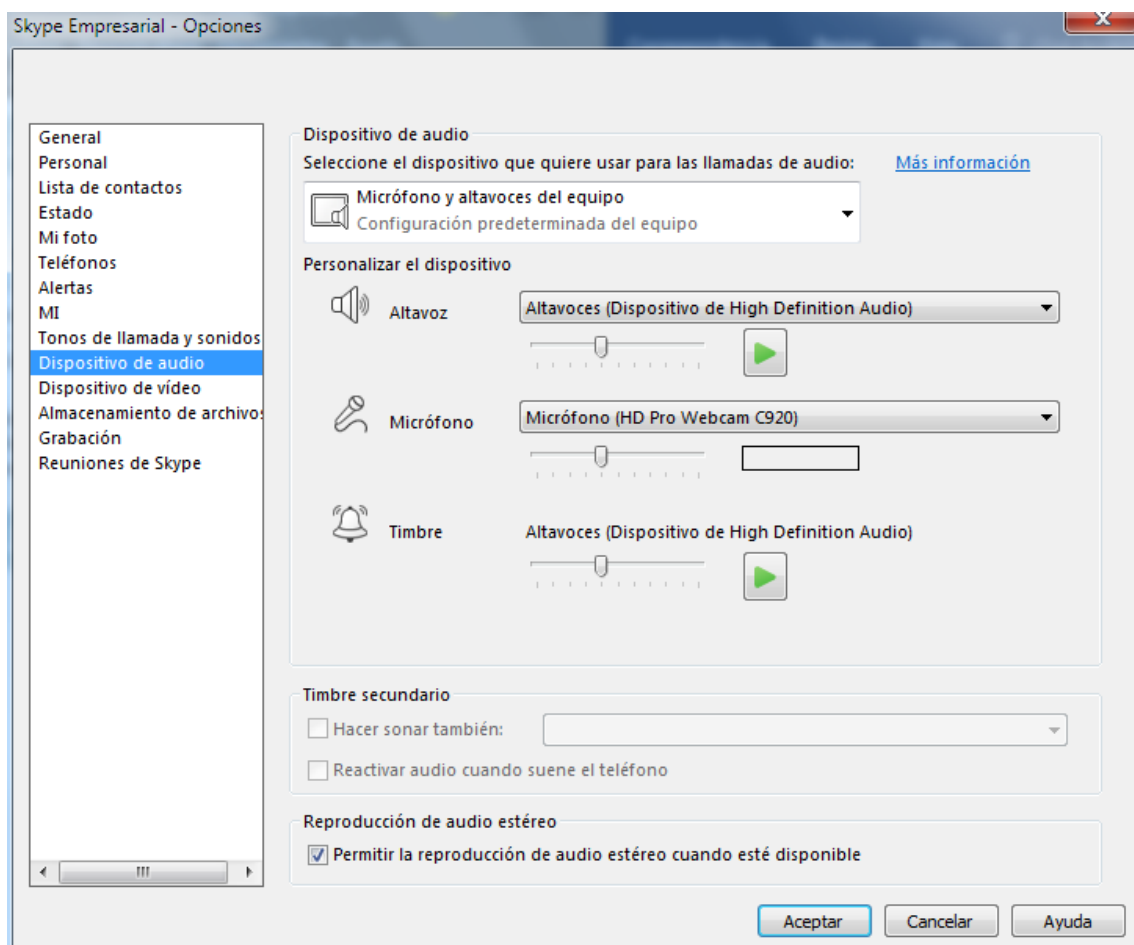 Skype Empresarial - Opciones
General
Personal
Lista de contactos
Estado
Mi foto
Teléfonos
Alertas
MI
Tonos de llamada y sonidos
Dispositivo de audio
Dispositivo de vídeo
Almacenamiento de archivos
Grabación
Reuniones de Skype
Dispositivo de audio
Seleccione el dispositivo que quiere usar para las llamadas de audio: Más información
Micrófono y altavoces del equipo
Configuración predeterminada del equipo
Personalizar el dispositivo
Altavoz Altavoces (Dispositivo de High Definition Audio)
Micrófono Micrófono (HD Pro Webcam C920)
Timbre Altavoces (Dispositivo de High Definition Audio)
Timbre secundario
Hacer sonar también:
Reactivar audio cuando suene el teléfono
Reproducción de audio estéreo
Permitir la reproducción de audio estéreo cuando esté disponible
Aceptar Cancelar Ayuda